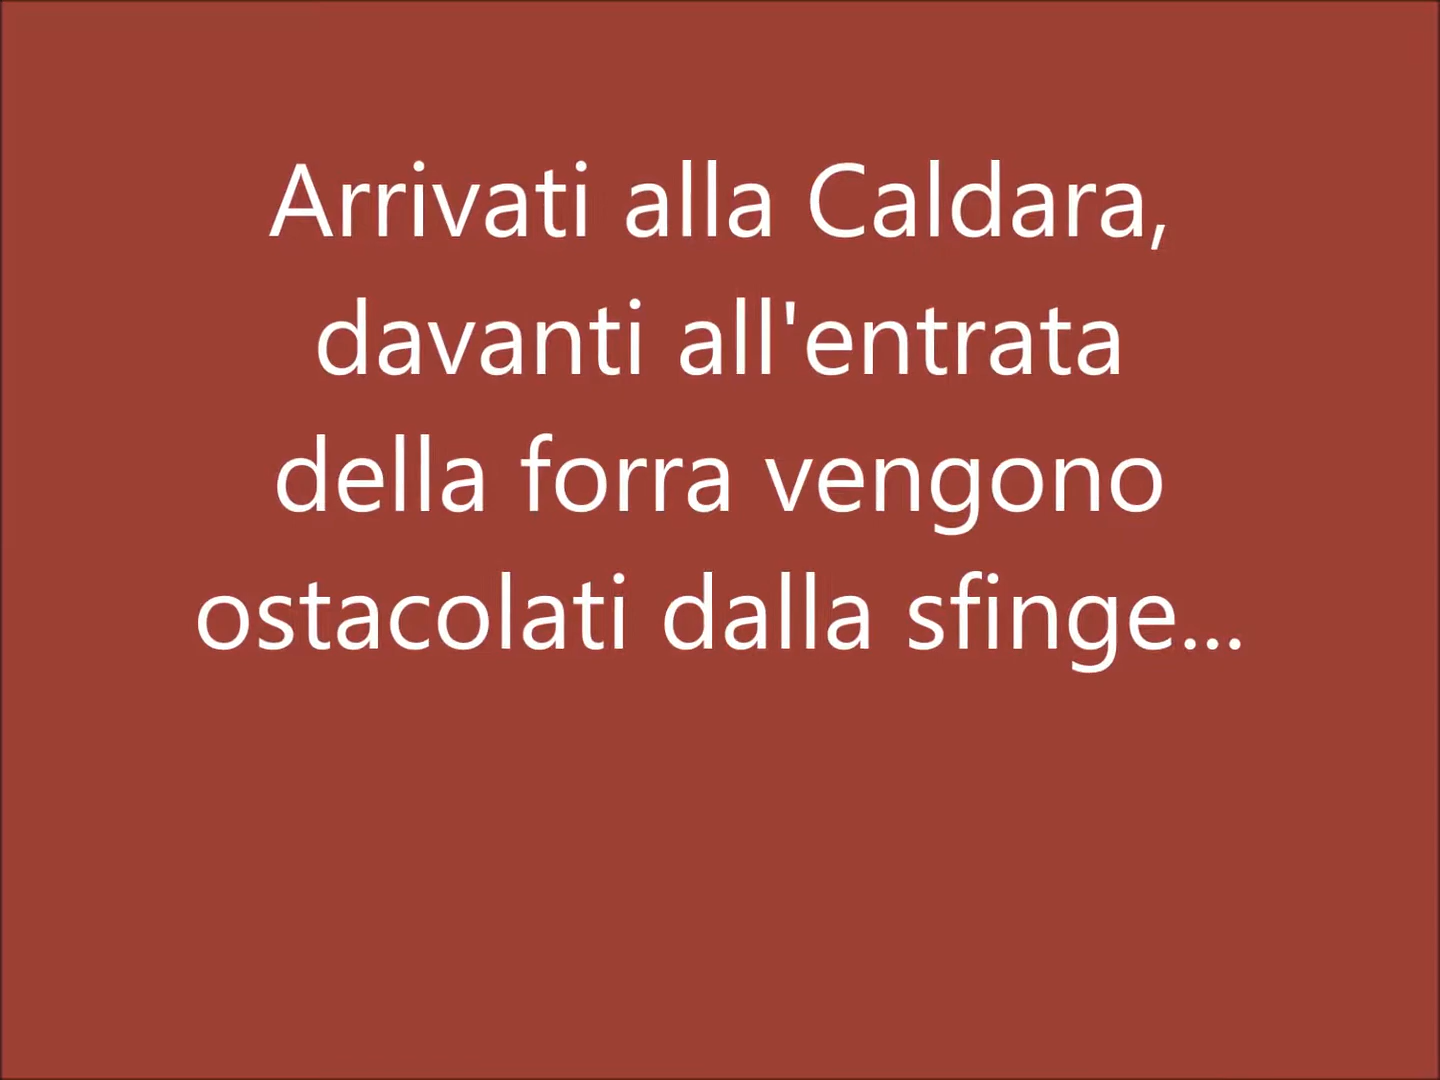 Arrivati alla Caldara,
davanti all'entrata
della forra vengono
ostacolati dalla sfinge...